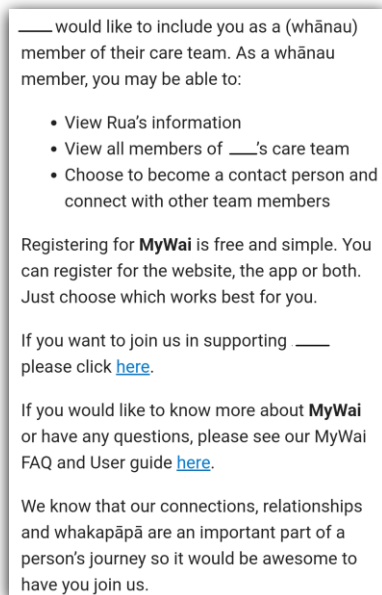 ____ would like to include you as a (whānau)
member of their care team. As a whānau
member, you may be able to:
• View Rua's information
• View all members of ____'s care team
• Choose to become a contact person and
connect with other team members
Registering for MyWai is free and simple. You
can register for the website, the app or both.
Just choose which works best for you.
If you want to join us in supporting ____
please click here.
If you would like to know more about MyWai
or have any questions, please see our MyWai
FAQ and User guide here.
We know that our connections, relationships
and whakapāpā are an important part of a
person's journey so it would be awesome to
have you join us.